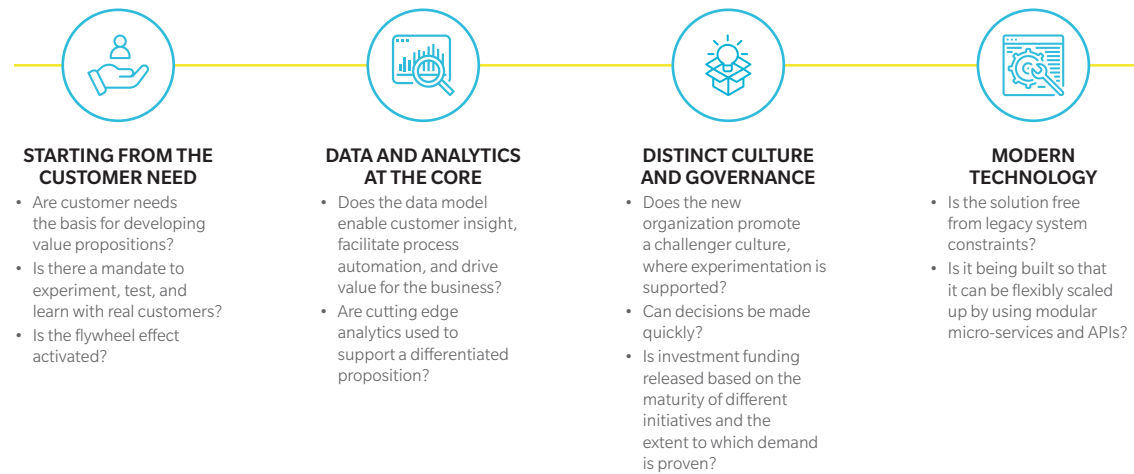 STARTING FROM THE
CUSTOMER NEED
• Are customer needs
the basis for developing
value propositions?
• Is there a mandate to
experiment, test, and
learn with real customers?
• Is the flywheel effect
activated?
DATA AND ANALYTICS
AT THE CORE
• Does the data model
enable customer insight,
facilitate process
automation, and drive
value for the business?
• Are cutting edge
analytics used to
support a differentiated
proposition?
DISTINCT CULTURE
AND GOVERNANCE
• Does the new
organization promote
a challenger culture,
where experimentation is
supported?
• Can decisions be made
quickly?
• Is investment funding
released based on the
maturity of different
initiatives and the
extent to which demand
is proven?
MODERN
TECHNOLOGY
• Is the solution free
from legacy system
constraints?
• Is it being built so that
it can be flexibly scaled
up by using modular
micro-services and APIs?